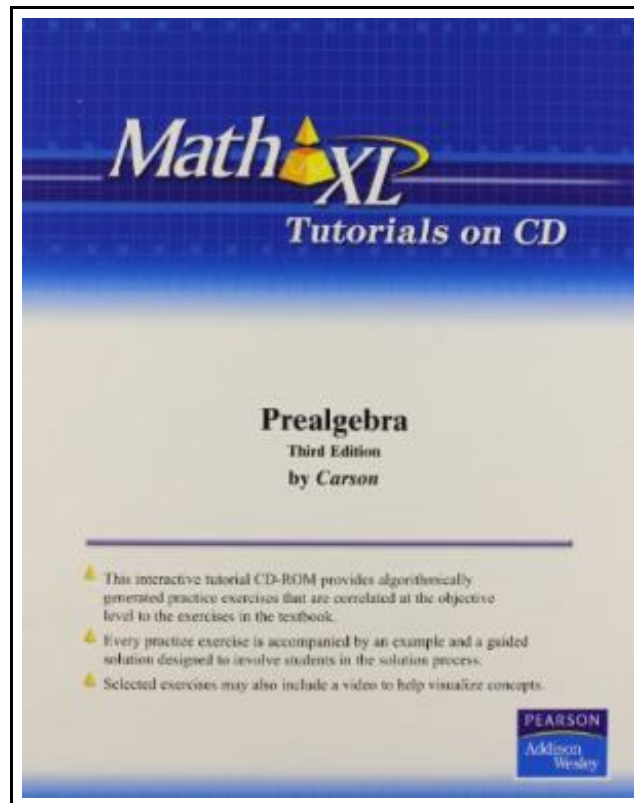 Math XL
Tutorials on CD
Prealgebra
Third Edition
by Carson
This interactive tutorial CD-ROM provides algorithmically
generated practice exercises that are correlated at the objective
level to the exercises in the textbook.
Every practice exercise is accompanied by an example and a guided
solution designed to involve students in the solution process.
Selected exercises may also include a video to help visualize concepts.
PEARSON
Addison
Wesley